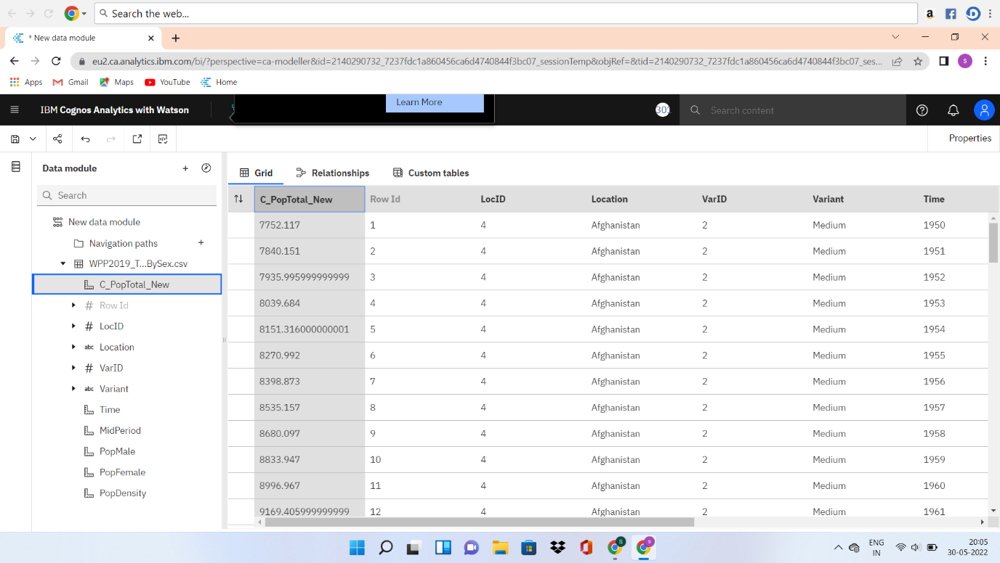 Search the web...
* New data module
eu2.ca.analytics.ibm.com/bi/?perspective=ca-modeller&id=2140290732_7237fdc1a860456ca6d4740844f3bc07_sessionTemp&objRef=&tid=2140290732_7237fdc1a860456ca6d4740844f3bc07_ses...
Apps Gmail Maps YouTube Home
Learn More
IBM Cognos Analytics with Watson
301
Search content
Properties
Data module
Search
New data module
Navigation paths
WPP2019_T...BySex.csv
C_PopTotal_New
Row Id
LocID
abc Location
VarID
abc Variant
Time
MidPeriod
PopMale
PopFemale
PopDensity
Grid Relationships Custom tables
C_PopTotal_New Row Id LocID Location VarID Variant Time
7752.117 1 4 Afghanistan 2 Medium 1950
7840.151 2 4 Afghanistan 2 Medium 1951
7935.995999999999 3 4 Afghanistan 2 Medium 1952
8039.684 4 4 Afghanistan 2 Medium 1953
8151.316000000001 5 4 Afghanistan 2 Medium 1954
8270.992 6 4 Afghanistan 2 Medium 1955
8398.873 7 4 Afghanistan 2 Medium 1956
8535.157 8 4 Afghanistan 2 Medium 1957
8680.097 9 4 Afghanistan 2 Medium 1958
8833.947 10 4 Afghanistan 2 Medium 1959
8996.967 11 4 Afghanistan 2 Medium 1960
9169.405999999999 12 4 Afghanistan 2 Medium 1961
ENG
IN
20:05
30-05-2022